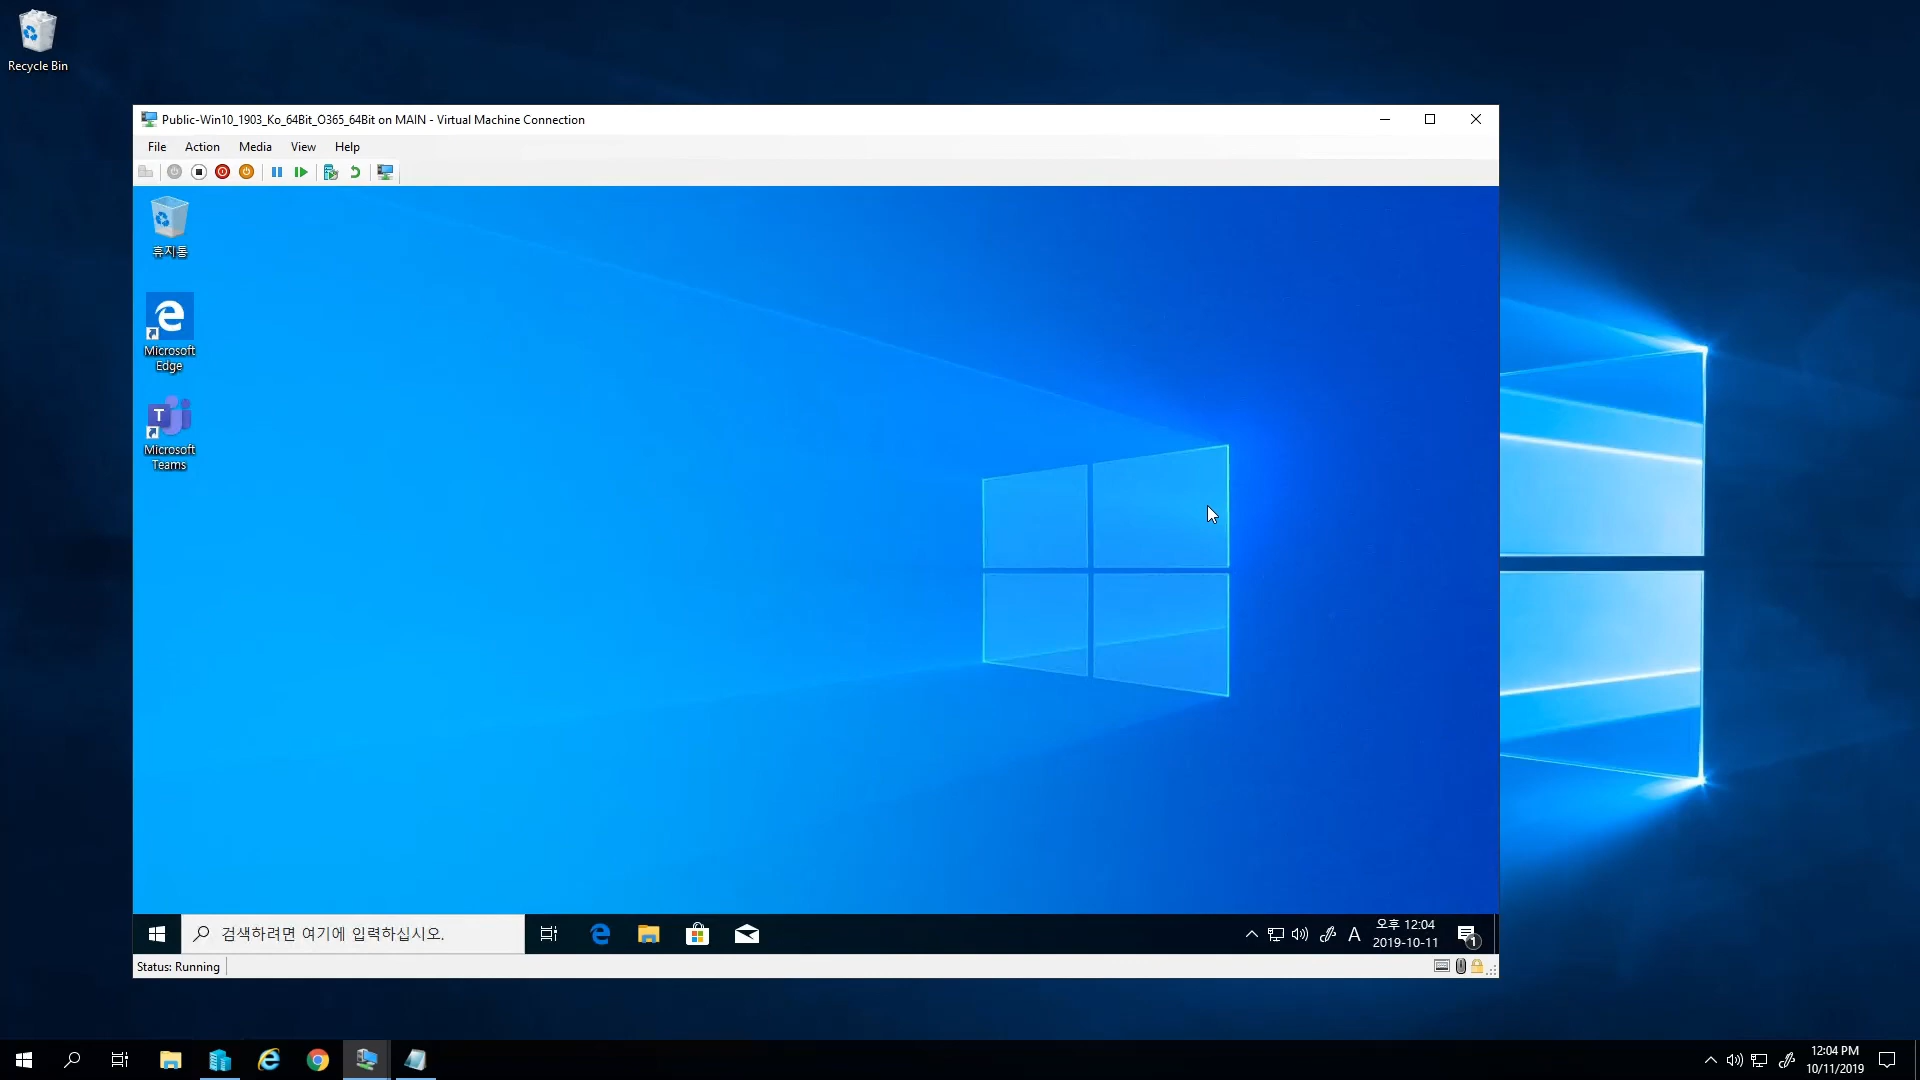 Recycle Bin
Public-Win10_1903_Ko_64Bit_O365_64Bit on MAIN - Virtual Machine Connection
File Action Media View Help
휴지통
Microsoft
Edge
T
Microsoft
Teams
검색하려면 여기에 입력하십시오.
A
오후 12:04
2019-10-11
1
Status: Running
12:04 PM
10/11/2019